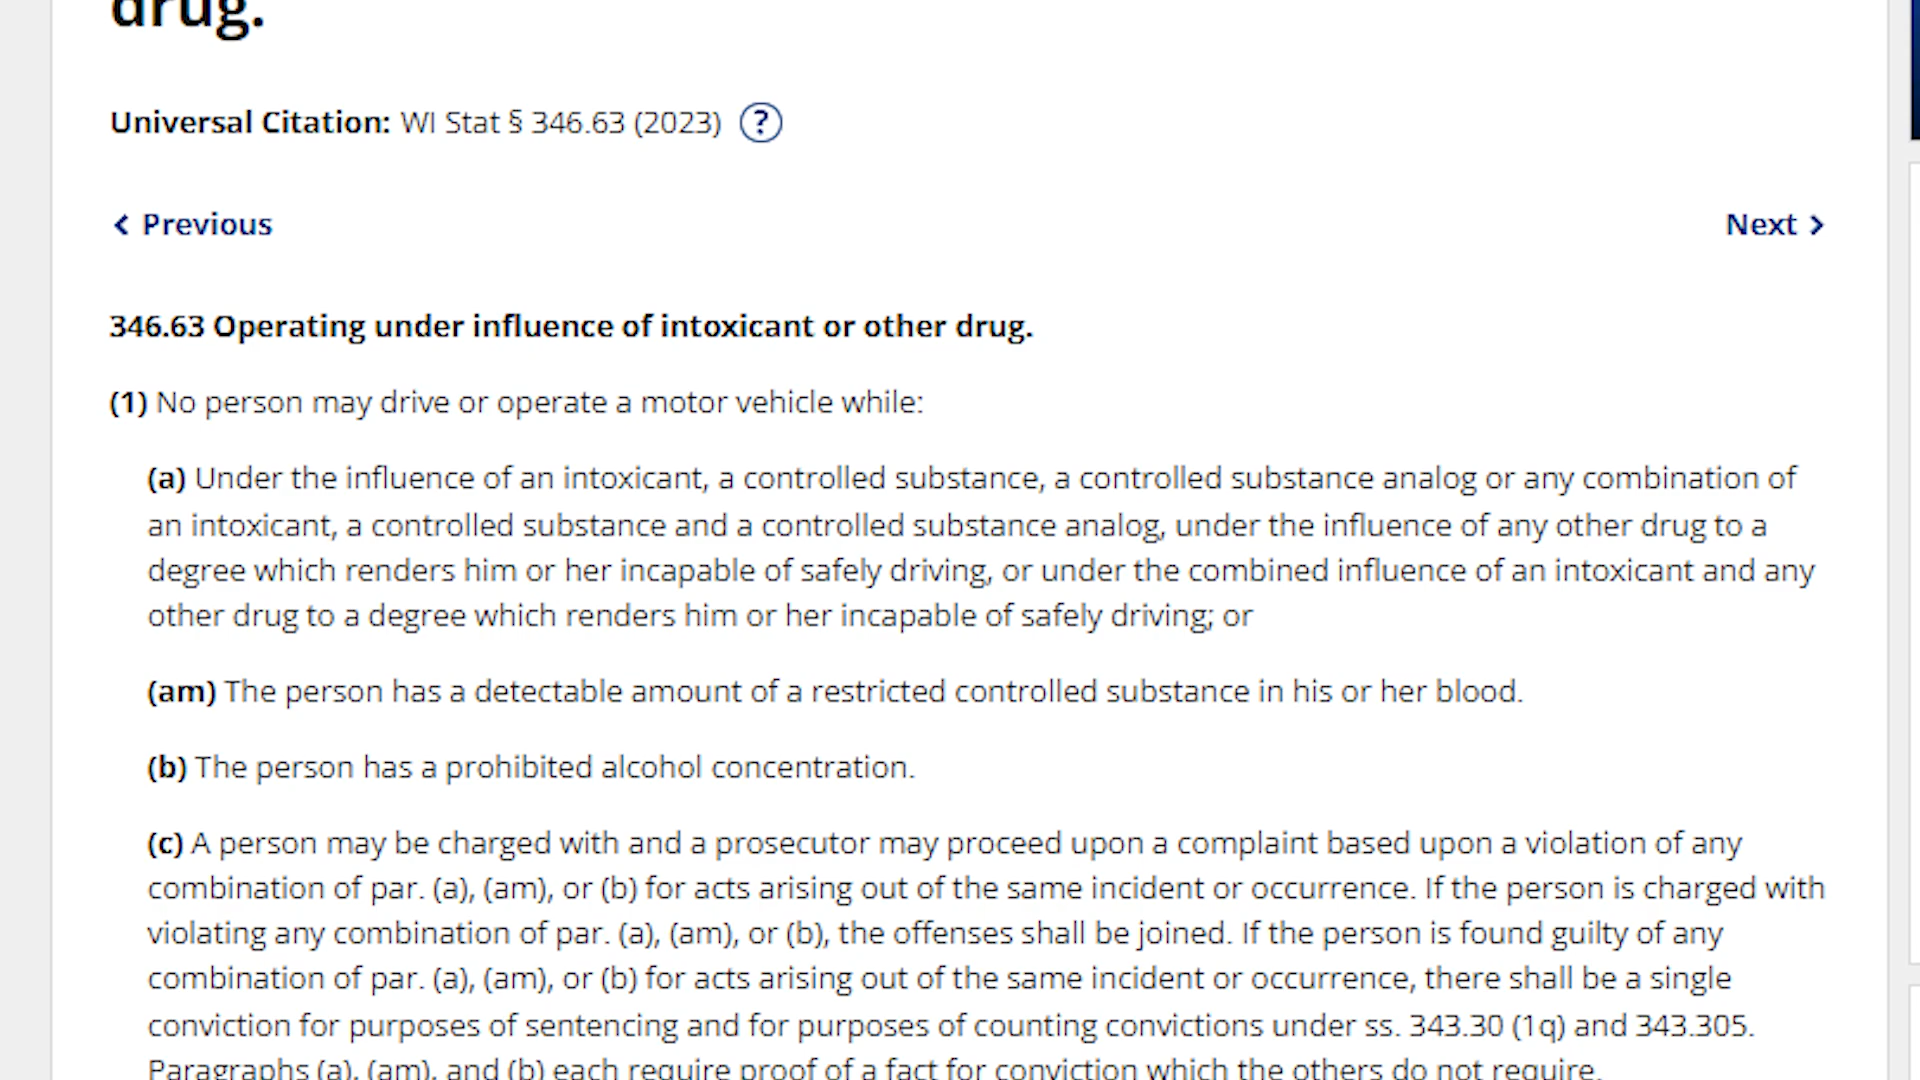 drug.
Universal Citation: WI Stat § 346.63 (2023) ?
Previous
Next
346.63 Operating under influence of intoxicant or other drug.
(1) No person may drive or operate a motor vehicle while:
(a) Under the influence of an intoxicant, a controlled substance, a controlled substance analog or any combination of
an intoxicant, a controlled substance and a controlled substance analog, under the influence of any other drug to a
degree which renders him or her incapable of safely driving, or under the combined influence of an intoxicant and any
other drug to a degree which renders him or her incapable of safely driving; or
(am) The person has a detectable amount of a restricted controlled substance in his or her blood.
(b) The person has a prohibited alcohol concentration.
(c) A person may be charged with and a prosecutor may proceed upon a complaint based upon a violation of any
combination of par. (a), (am), or (b) for acts arising out of the same incident or occurrence. If the person is charged with
violating any combination of par. (a), (am), or (b), the offenses shall be joined. If the person is found guilty of any
combination of par. (a), (am), or (b) for acts arising out of the same incident or occurrence, there shall be a single
conviction for purposes of sentencing and for purposes of counting convictions under ss. 343.30 (1q) and 343.305.
Paragraphs (a), (am), and (b) each require proof of a fact for conviction which the others do not require.